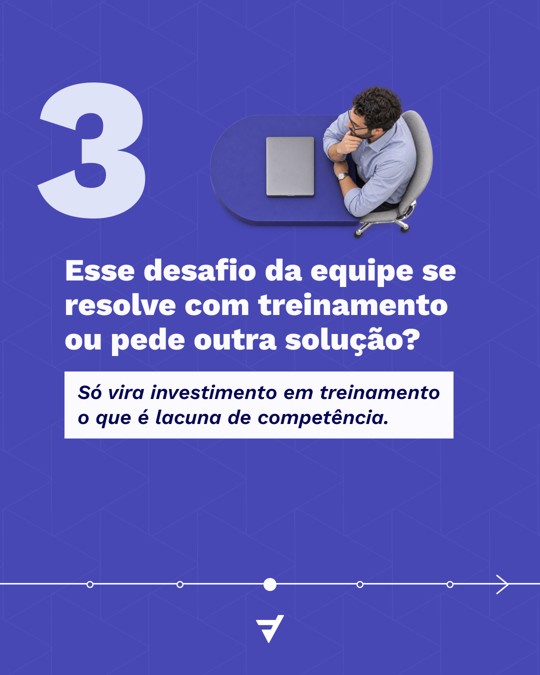 3
Esse desafio da equipe se
resolve com treinamento
ou pede outra solução?
Só vira investimento em treinamento
o que é lacuna de competência.